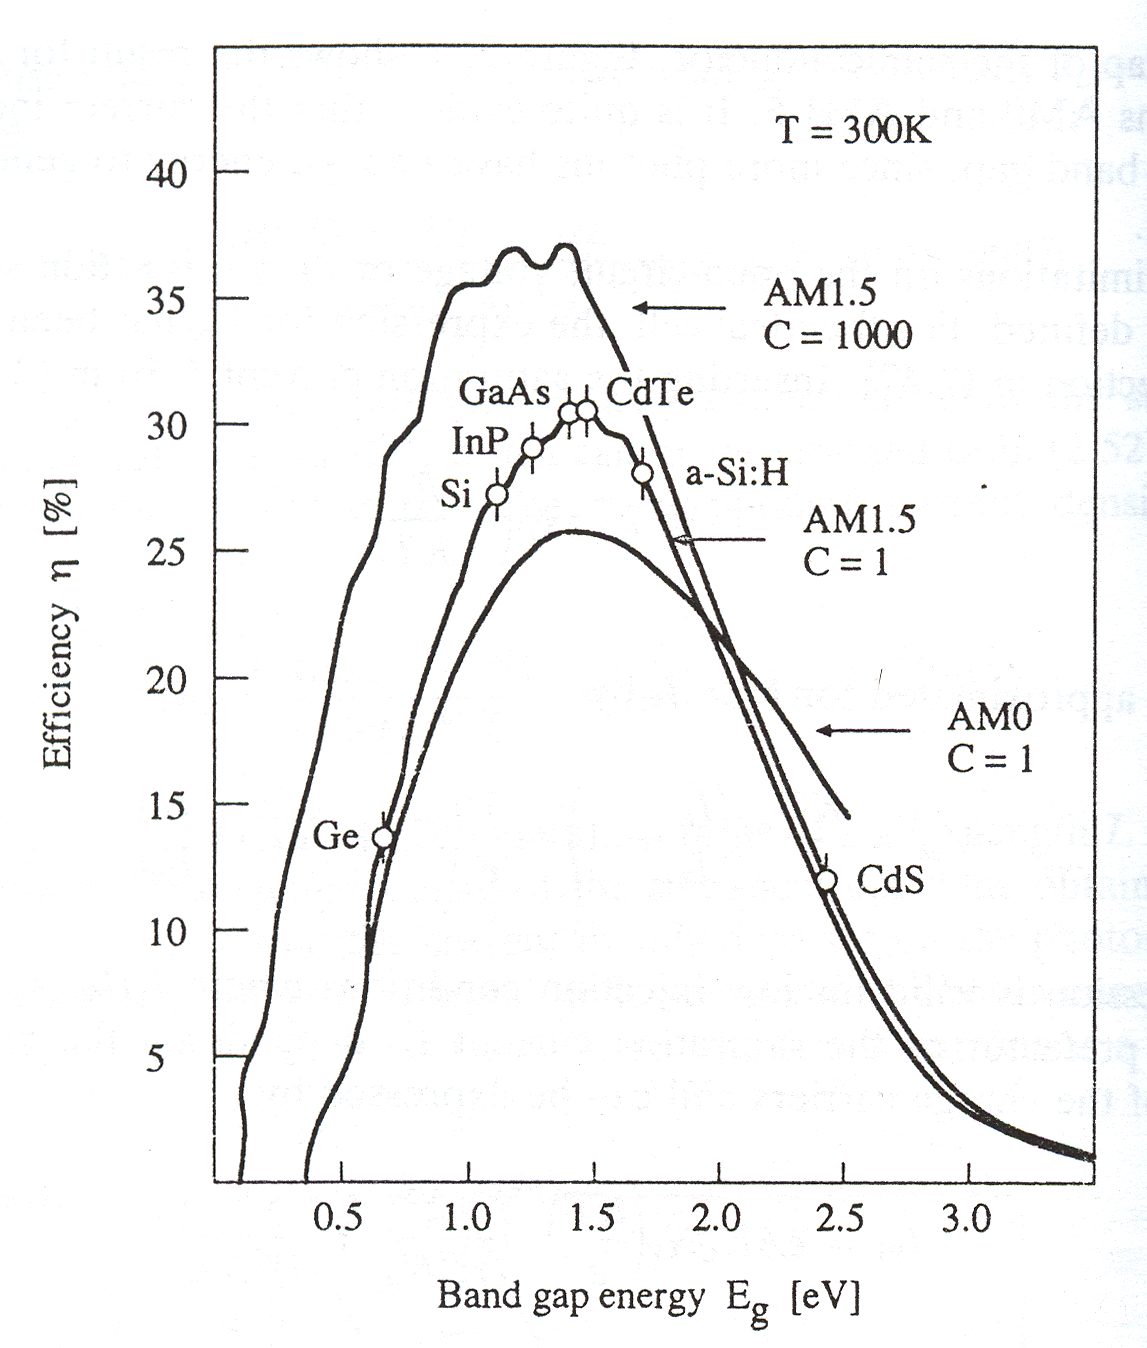 T = 300K
40
35
30
25
20
15
10
5
Efficiency η [%]
AM1.5
C = 1000
GaAs
CdTe
InP
Si
a-Si:H
AM1.5
C = 1
AM0
C = 1
Ge
CdS
0.5 1.0 1.5 2.0 2.5 3.0
Band gap energy Eg [eV]